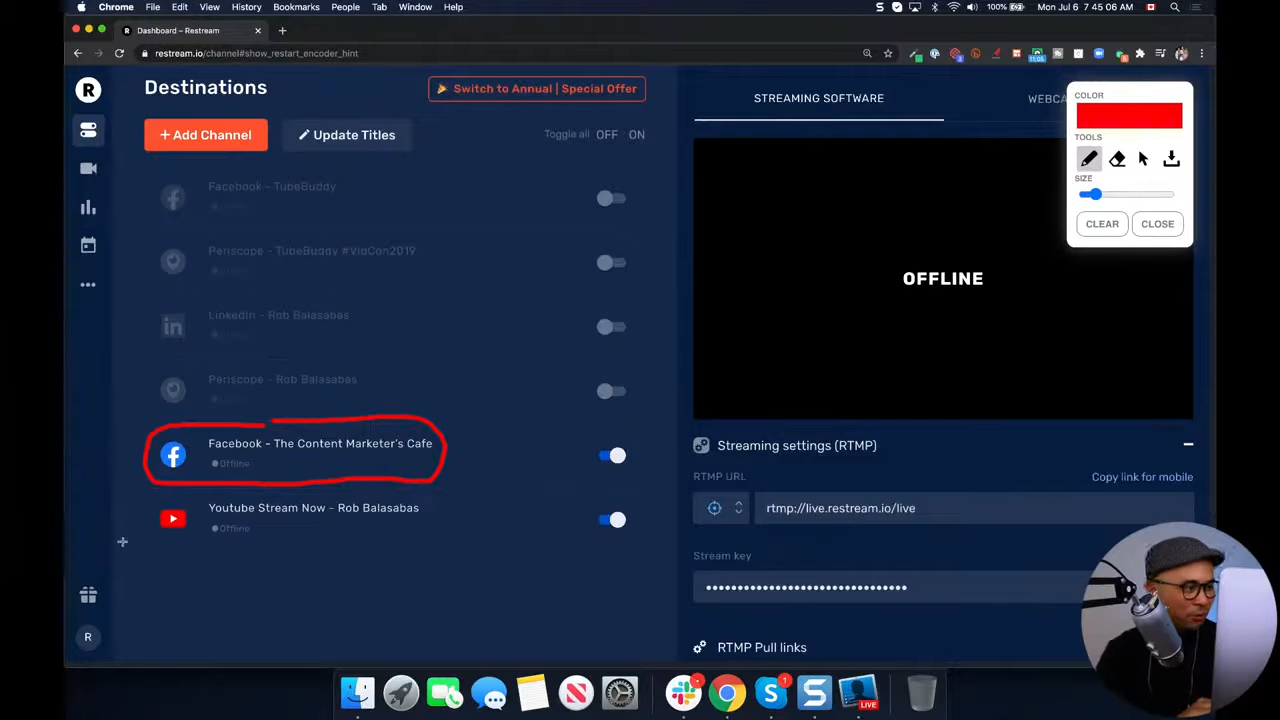 Chrome File Edit View History Bookmarks People Tab Window Help
100% Mon Jul 6 7:45:06 AM
Dashboard – Restream
restream.io/channel#show_restart_encoder_hint
R
Destinations
Switch to Annual | Special Offer
+ Add Channel
Update Titles
Toggle all OFF ON
Facebook - TubeBuddy
Periscope - TubeBuddy #VidCon2019
LinkedIn - Rob Balasabas
Periscope - Rob Balasabas
Facebook - The Content Marketer's Cafe
Offline
Youtube Stream Now - Rob Balasabas
Offline
R
STREAMING SOFTWARE
WEBCA
OFFLINE
Streaming settings (RTMP)
RTMP URL
Copy link for mobile
rtmp://live.restream.io/live
Stream key
RTMP Pull links
COLOR
TOOLS
SIZE
CLEAR
CLOSE
LIVE